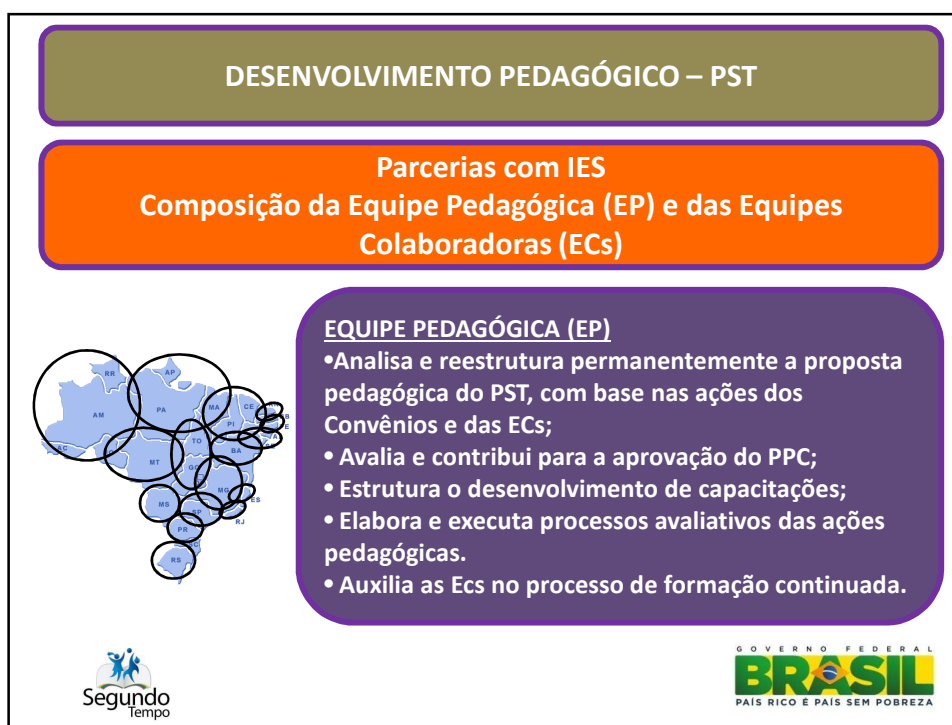 DESENVOLVIMENTO PEDAGÓGICO – PST
Parcerias com IES
Composição da Equipe Pedagógica (EP) e das Equipes
Colaboradoras (ECs)
EQUIPE PEDAGÓGICA (EP)
•Analisa e reestrutura permanentemente a proposta
pedagógica do PST, com base nas ações dos
Convênios e das ECs;
• Avalia e contribui para a aprovação do PPC;
• Estrutura o desenvolvimento de capacitações;
• Elabora e executa processos avaliativos das ações
pedagógicas.
• Auxilia as Ecs no processo de formação continuada.
RR
AP
AM
PA
MA
CE
PI
AC
TO
BA
MT
GO
MG
ES
MS
SP
RJ
PR
SC
RS
Segundo
Tempo
GOVERNO FEDERAL
BRASIL
PAÍS RICO É PAÍS SEM POBREZA